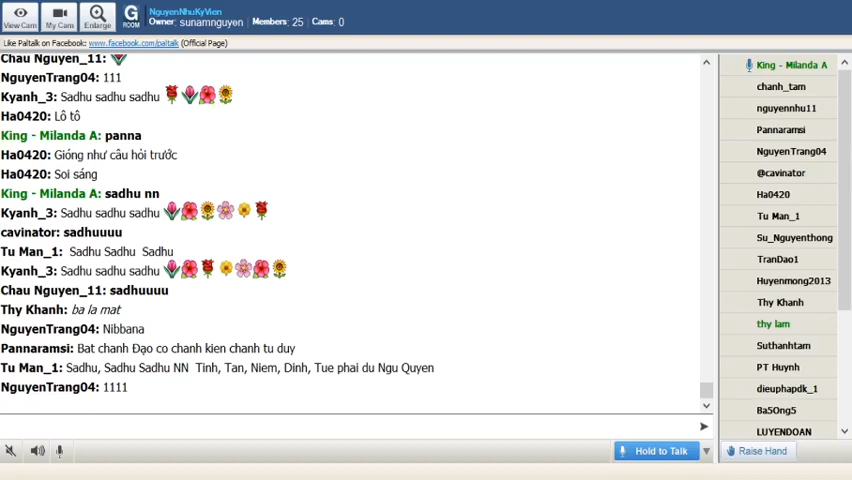 NguyenNhuKyVien
Owner: sunamnguyen Members: 25 Cams: 0
View Cam My Cam Enlarge G ROOM
Like Paltalk on Facebook: www.facebook.com/paltalk (Official Page)
Chau Nguyen_11:
NguyenTrang04: 111
Kyanh_3: Sadhu sadhu sadhu
Ha0420: Lô tô
King - Milanda A: panna
Ha0420: Gióng như câu hỏi trước
Ha0420: Soi sáng
King - Milanda A: sadhu nn
Kyanh_3: Sadhu sadhu sadhu
cavinator: sadhuuuu
Tu Man_1: Sadhu Sadhu Sadhu
Kyanh_3: Sadhu sadhu sadhu
Chau Nguyen_11: sadhuuuu
Thy Khanh: ba la mat
NguyenTrang04: Nibbana
Pannaramsi: Bat chanh Đạo co chanh kien chanh tu duy
Tu Man_1: Sadhu, Sadhu Sadhu NN Tinh, Tan, Niem, Dinh, Tue phai du Ngu Quyen
NguyenTrang04: 1111
Hold to Talk
King - Milanda A
chanh_tam
nguyennhu11
Pannaramsi
NguyenTrang04
@cavinator
Ha0420
Tu Man_1
Su_Nguyenthong
TranDao1
Huyenmong2013
Thy Khanh
thy lam
Suthanhtam
PT Huynh
dieuphapdk_1
Ba5Ong5
LUYENDOAN
Raise Hand